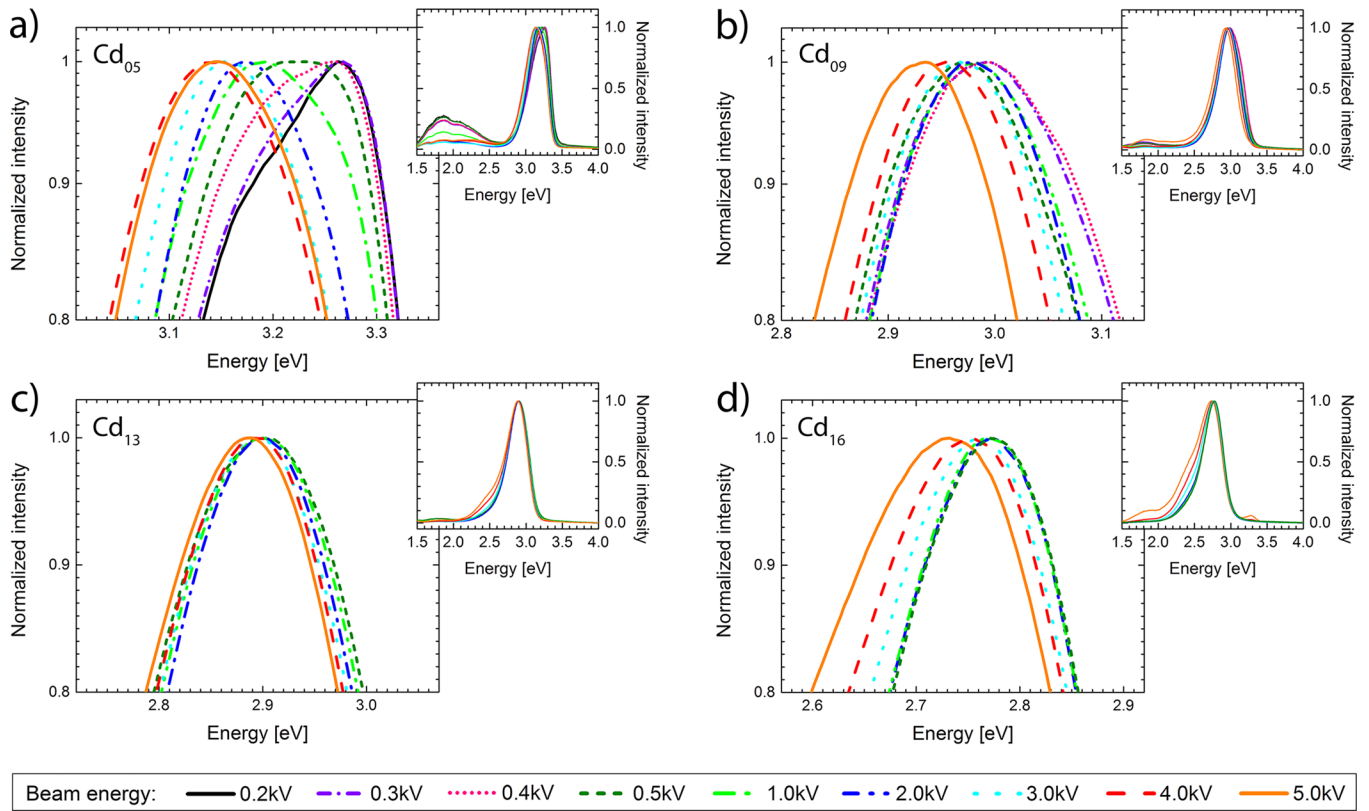 a)
Cd05
Normalized intensity
1
0.9
0.8
3.1 3.2 3.3
Energy [eV]
Normalized intensity
1.0
0.5
0.0
1.5 2.0 2.5 3.0 3.5 4.0
Energy [eV]
b)
Cd09
Normalized intensity
1
0.9
0.8
2.8 2.9 3.0 3.1
Energy [eV]
Normalized intensity
1.0
0.5
0.0
1.5 2.0 2.5 3.0 3.5 4.0
Energy [eV]
c)
Cd13
Normalized intensity
1.0
0.9
0.8
2.8 2.9 3.0
Energy [eV]
Normalized intensity
1.0
0.5
0.0
1.5 2.0 2.5 3.0 3.5 4.0
Energy [eV]
d)
Cd16
Normalized intensity
1.0
0.9
0.8
2.6 2.7 2.8 2.9
Energy [eV]
Normalized intensity
1.0
0.5
0.0
1.5 2.0 2.5 3.0 3.5 4.0
Energy [eV]
Beam energy: 0.2kV 0.3kV 0.4kV 0.5kV 1.0kV 2.0kV 3.0kV 4.0kV 5.0kV